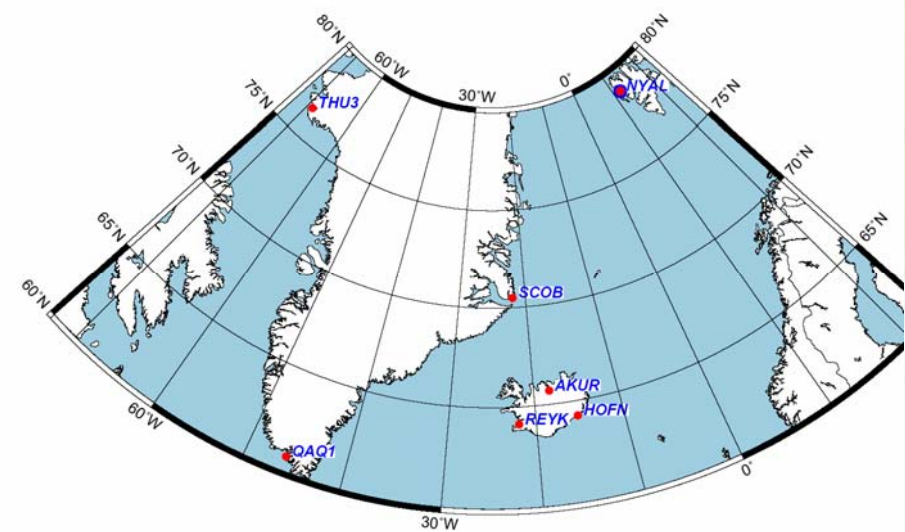 80˚N
60˚W
30˚W
0˚
80˚N
75˚N
THU3
NYAL
75˚N
70˚N
70˚N
65˚N
65˚N
60˚N
SCOB
AKUR
HOFN
REYK
60˚W
QAQ1
0˚
30˚W